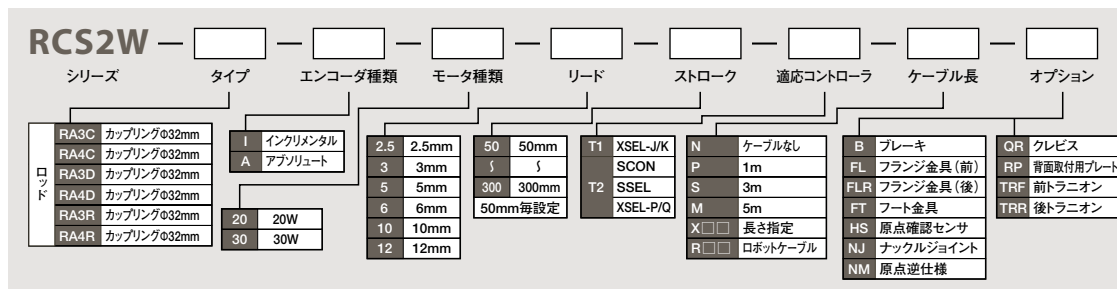 RCS2W — □ — □ — □ — □ — □ — □ — □ — □
シリーズ タイプ エンコーダ種類 モータ種類 リード ストローク 適応コントローラ ケーブル長 オプション
ロッド
RA3C カップリングΦ32mm
RA4C カップリングΦ32mm
RA3D カップリングΦ32mm
RA4D カップリングΦ32mm
RA3R カップリングΦ32mm
RA4R カップリングΦ32mm
I インクリメンタル
A アブソリュート
20 20W
30 30W
2.5 2.5mm
3 3mm
5 5mm
6 6mm
10 10mm
12 12mm
50 50mm
〜 〜
300 300mm
50mm毎設定
T1 XSEL-J/K
T2 SCON
SSEL
XSEL-P/Q
N ケーブルなし
P 1m
S 3m
M 5m
X□□ 長さ指定
R□□ ロボットケーブル
B ブレーキ
FL フランジ金具(前)
FLR フランジ金具(後)
FT フート金具
HS 原点確認センサ
NJ ナックルジョイント
NM 原点逆仕様
QR クレビス
RP 背面取付用プレート
TRF 前トラニオン
TRR 後トラニオン